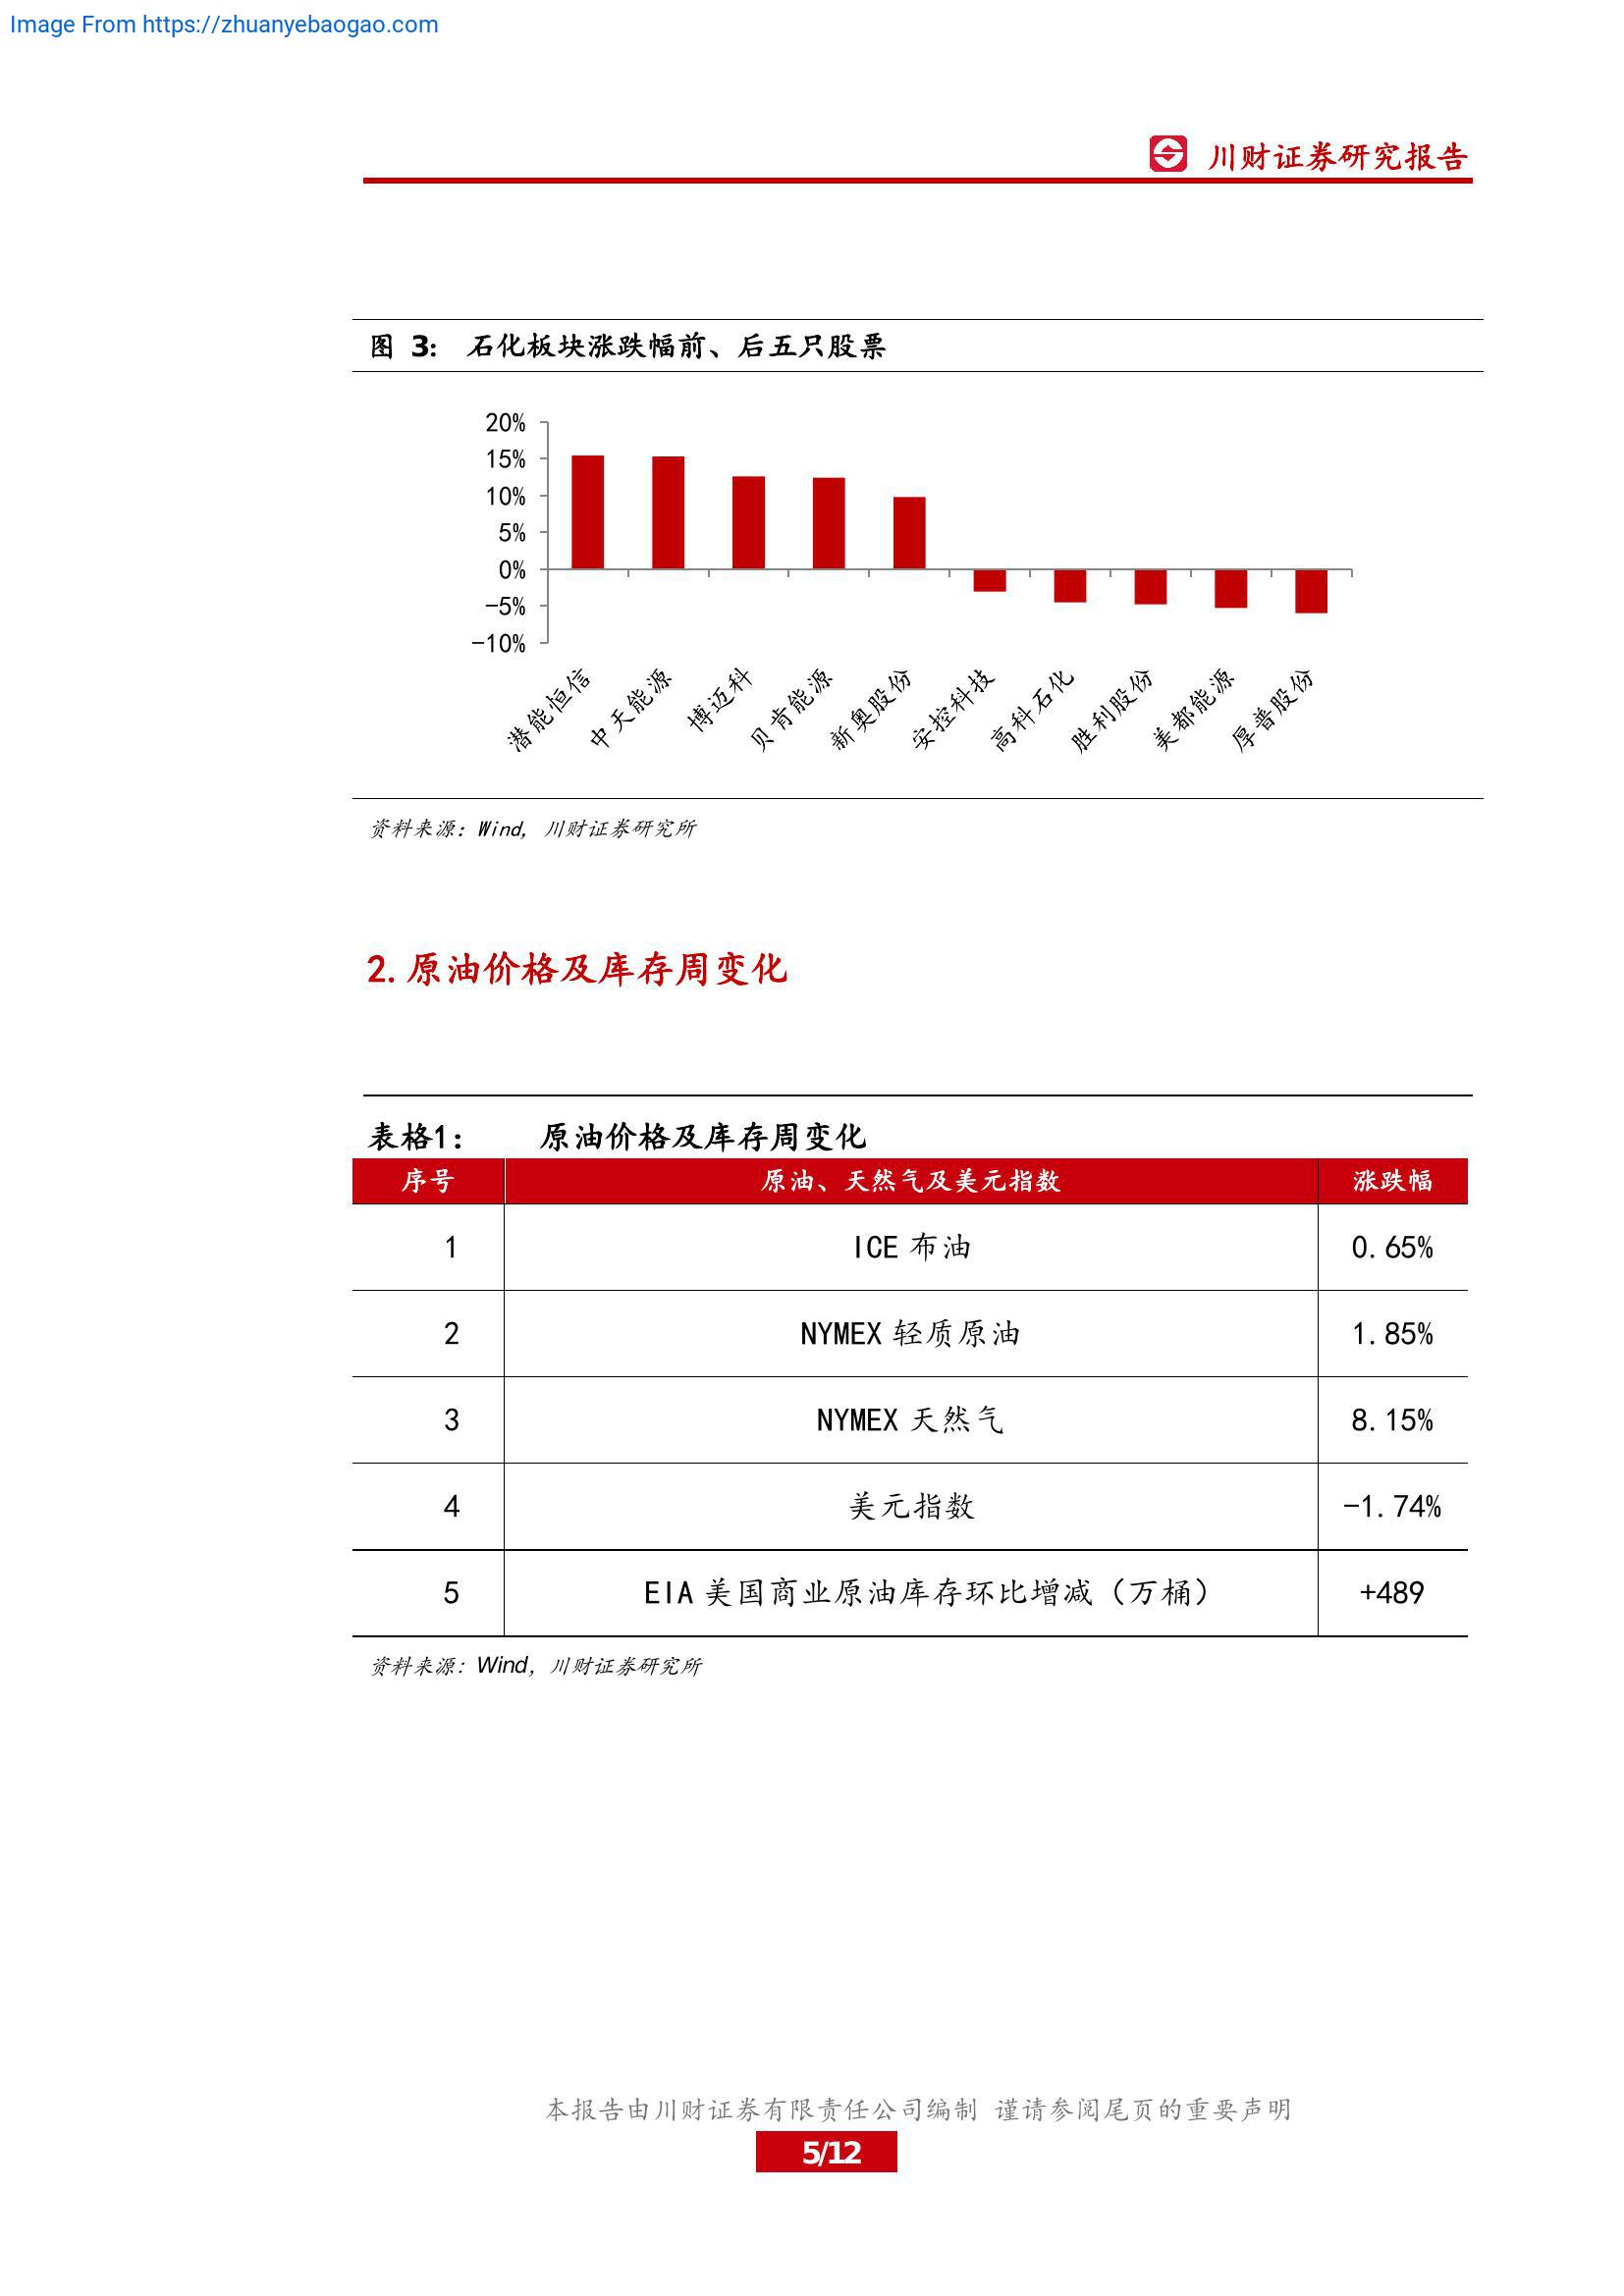 Image From https://zhuanyebaogao.com
川财证券研究报告
图 3： 石化板块涨跌幅前、后五只股票
20%
15%
10%
5%
0%
-5%
-10%
潜能恒信
中天能源
博迈科
贝肯能源
新奥股份
安控科技
高科石化
胜利股份
美都能源
厚普股份
资料来源：Wind，川财证券研究所
2.原油价格及库存周变化
表格1： 原油价格及库存周变化
序号 原油、天然气及美元指数 涨跌幅
1 ICE 布油 0.65%
2 NYMEX 轻质原油 1.85%
3 NYMEX 天然气 8.15%
4 美元指数 -1.74%
5 EIA 美国商业原油库存环比增减（万桶） +489
资料来源：Wind，川财证券研究所
本报告由川财证券有限责任公司编制 谨请参阅尾页的重要声明
5/12